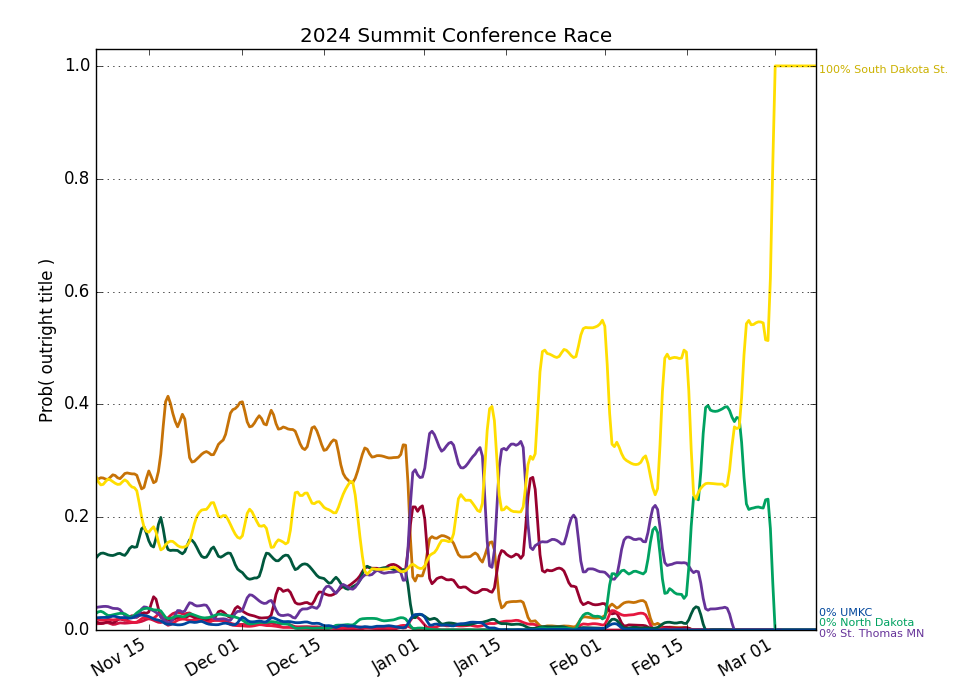 2024 Summit Conference Race
Prob( outright title )
1.0
0.8
0.6
0.4
0.2
0.0
Nov 15
Dec 01
Dec 15
Jan 01
Jan 15
Feb 01
Feb 15
Mar 01
100% South Dakota St.
0% UMKC
0% North Dakota
0% St. Thomas MN